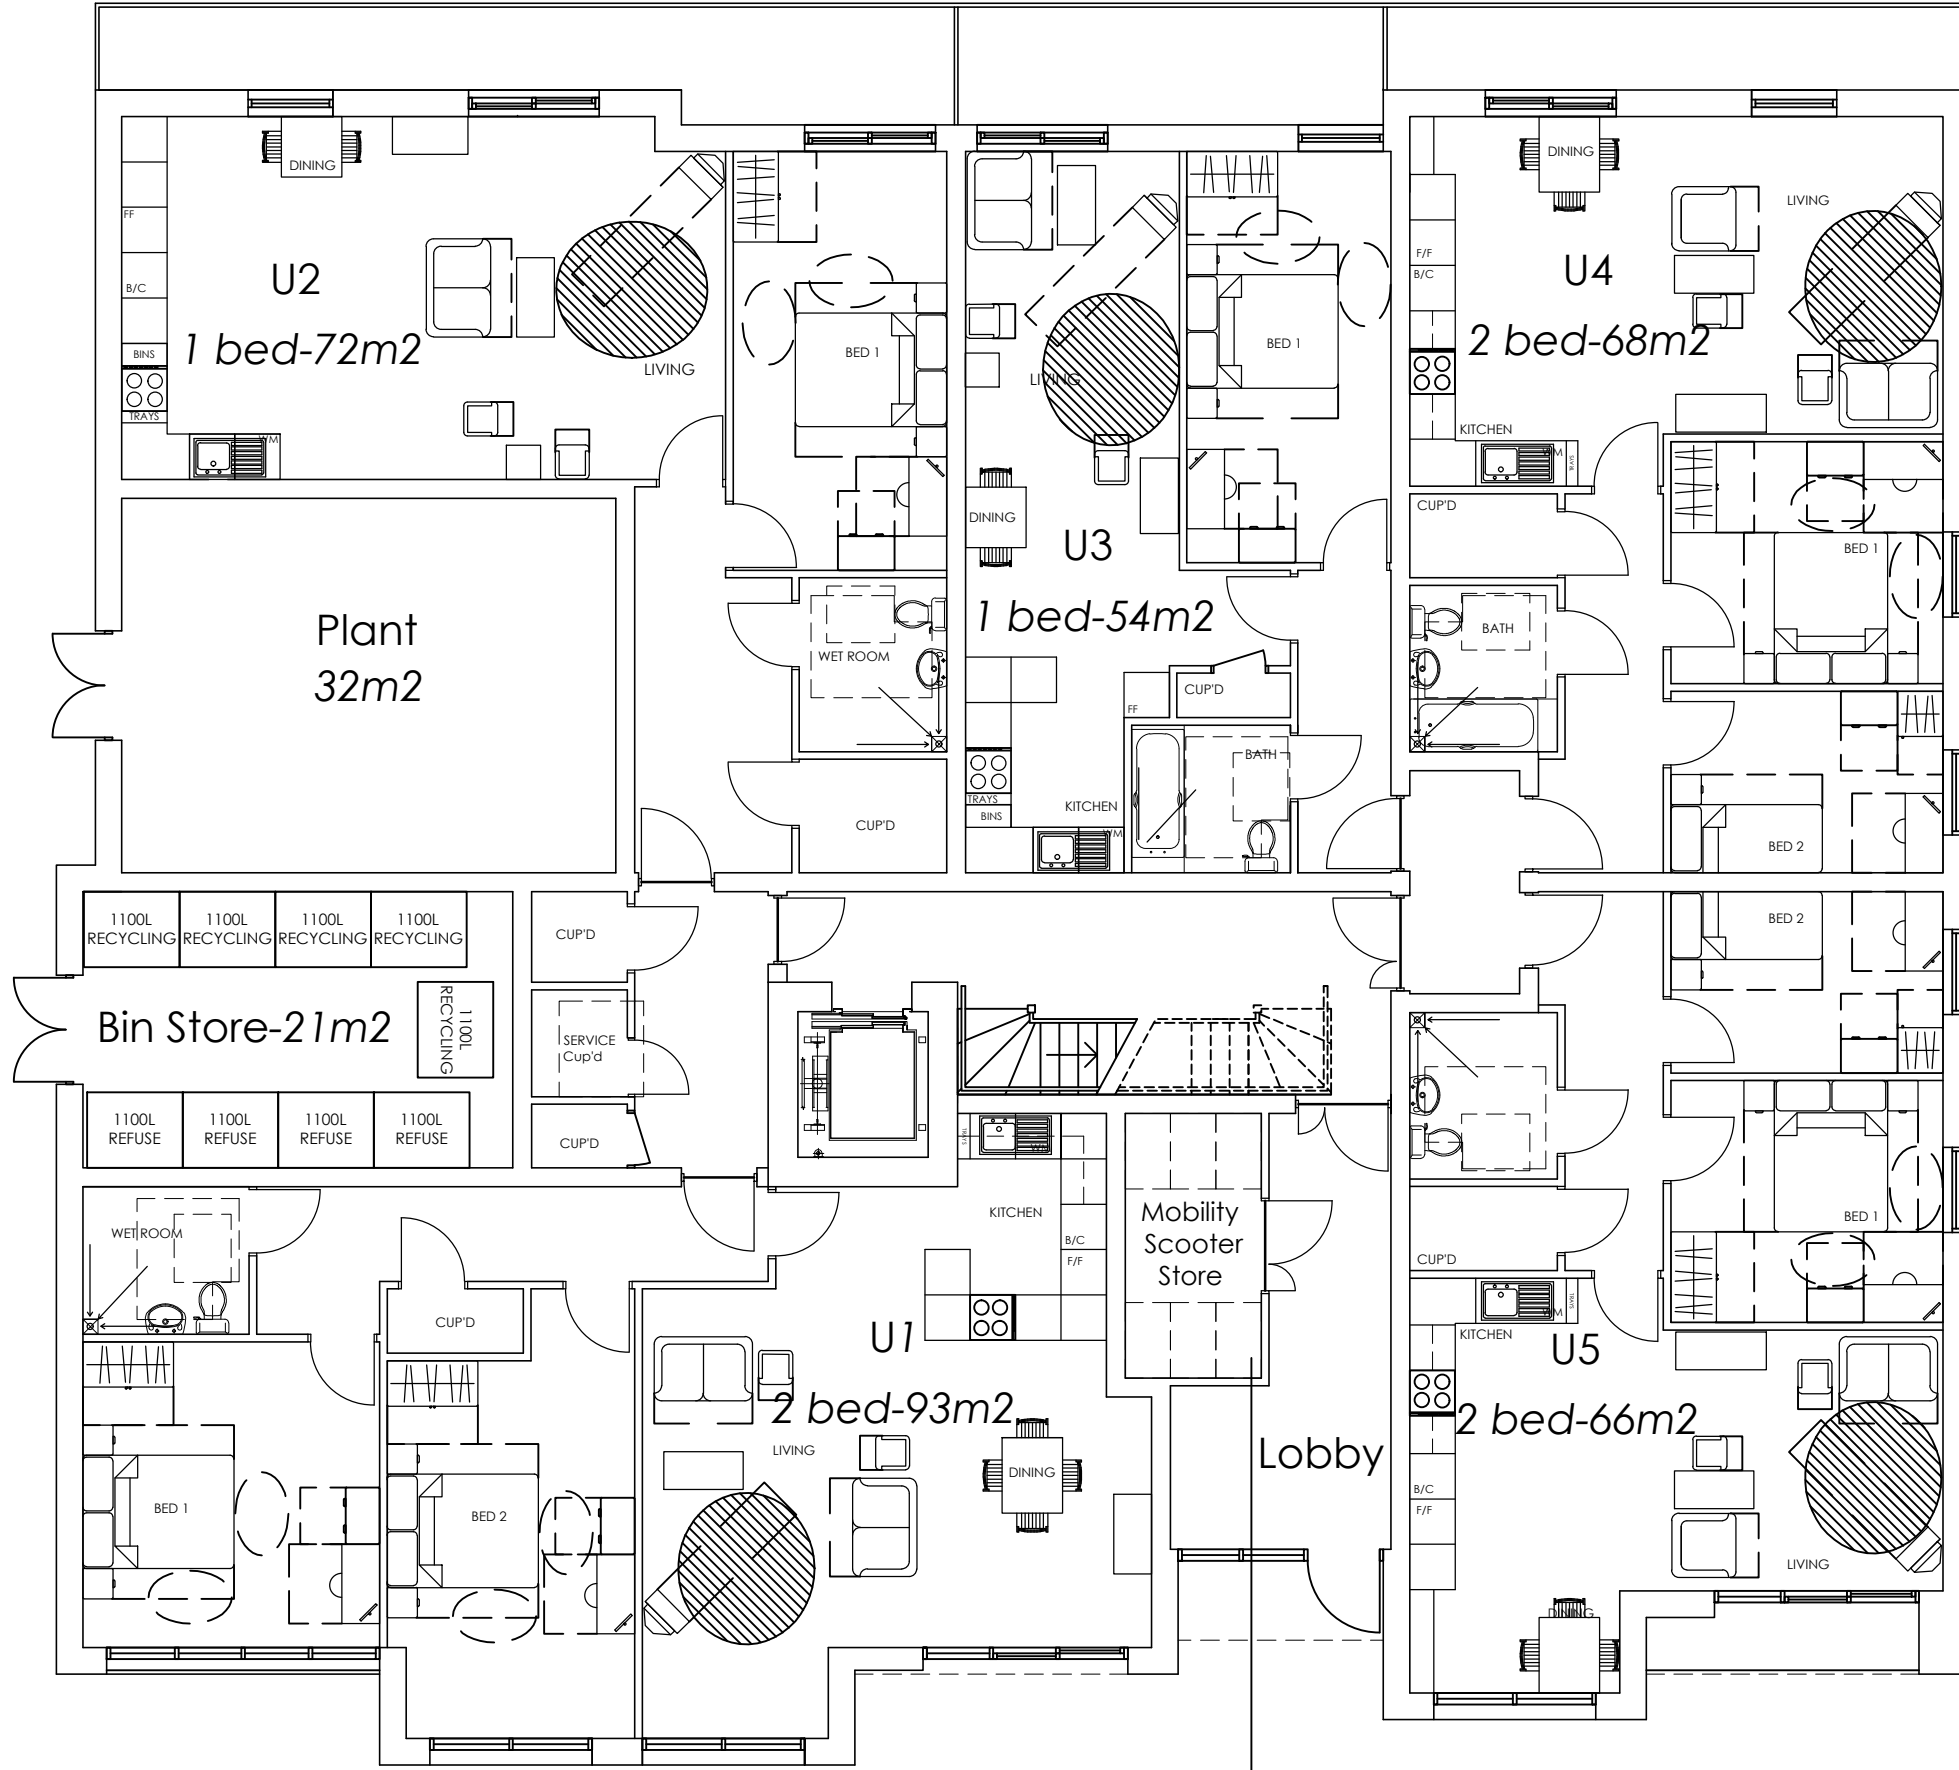 DINING
FF
U2
B/C
1 bed-72m2
BINS
LIVING
TRAYS
WM
BED 1
WET ROOM
CUP'D
LIVING
DINING
U3
1 bed-54m2
BED 1
CUP'D
FF
BATH
TRAYS
BINS
KITCHEN
WM
DINING
LIVING
F/F
B/C
U4
2 bed-68m2
KITCHEN
WM
TRAYS
CUP'D
BED 1
BATH
BED 2
Plant
32m2
1100L
RECYCLING
1100L
RECYCLING
1100L
RECYCLING
1100L
RECYCLING
1100L
RECYCLING
Bin Store-21m2
1100L
REFUSE
1100L
REFUSE
1100L
REFUSE
1100L
REFUSE
CUP'D
SERVICE
Cup'd
CUP'D
WET ROOM
CUP'D
BED 1
BED 2
TRAYS
WM
KITCHEN
B/C
F/F
U1
2 bed-93m2
LIVING
DINING
Mobility
Scooter
Store
Lobby
BED 2
BED 1
CUP'D
TRAYS
WM
KITCHEN
U5
2 bed-66m2
B/C
F/F
LIVING
DINING